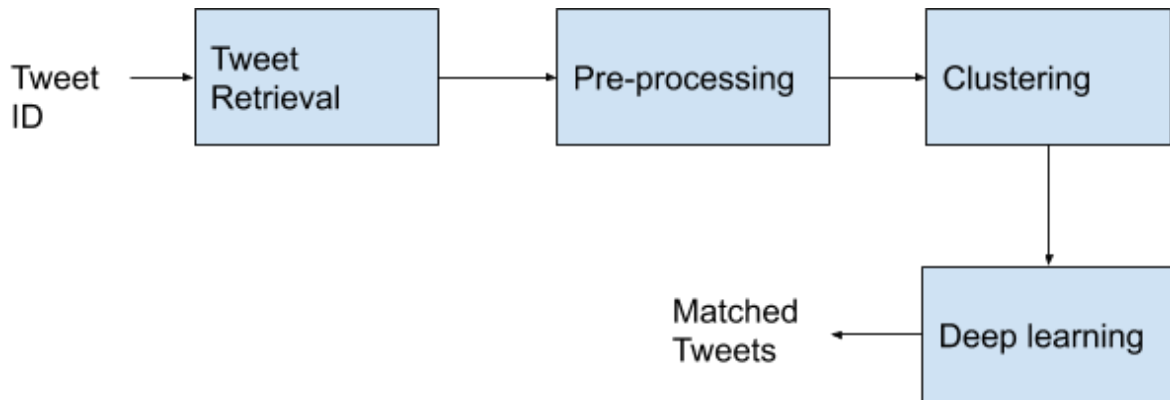 Tweet
ID
Tweet
Retrieval
Pre-processing
Clustering
Matched
Tweets
Deep learning